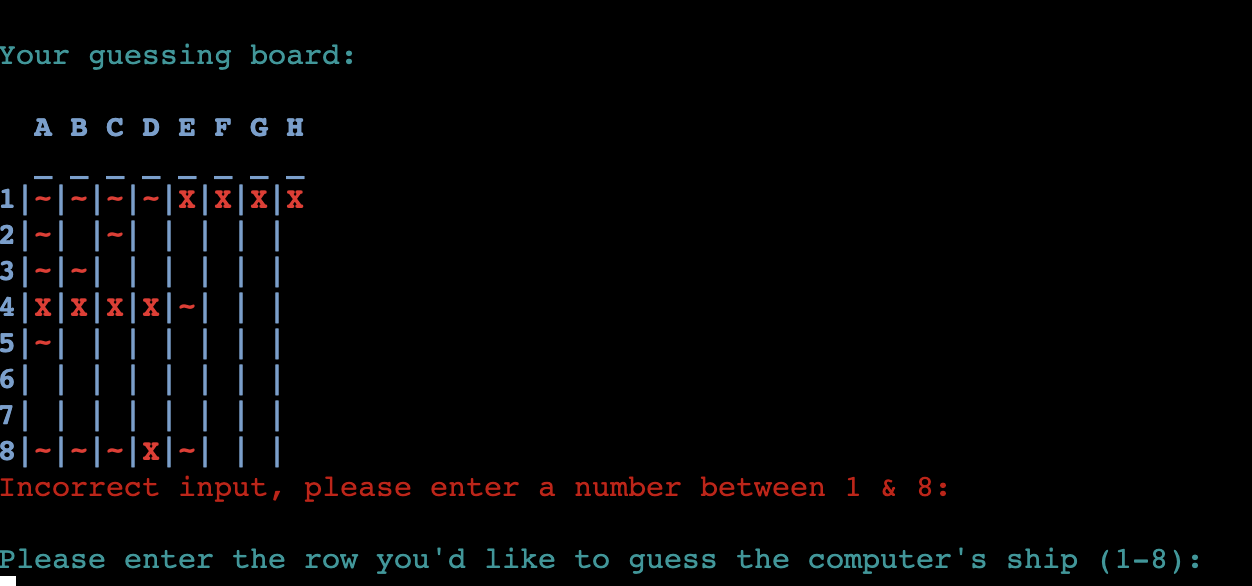 Your guessing board:
A B C D E F G H
_ _ _ _ _ _ _ _
1|~|~|~|~|X|X|X|X
2|~| |~| | | | |
3|~|~| | | | | |
4|X|X|X|X|~| | |
5|~| | | | | | |
6| | | | | | | |
7| | | | | | | |
8|~|~|~|X|~| | |
Incorrect input, please enter a number between 1 & 8:
Please enter the row you'd like to guess the computer's ship (1-8):